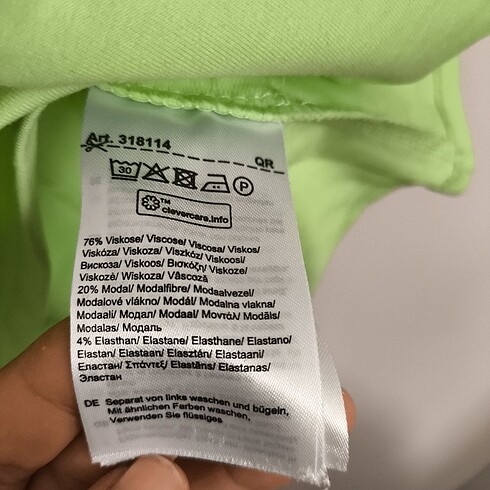 Art. 318114
QR
30
P
™
clevercare.info
76% Viskose/ Viscose/ Viscosa/ Viskos/
Viskóza/ Viskoza/ Viszkóz/ Viskoosi/
Вискоза/ Viskoos/ Βισκόζη/ Viskoze/
Viskozė/ Wiskoza/ Vâscoză
20% Modal/ Modalfibre/ Modaalvezel/
Modalové vlákno/ Modál/ Modalna vlakna/
Modaali/ Модал/ Modaal/ Μοντάλ/ Modāls/
Modalas/ Модаль
4% Elasthan/ Elastane/ Elasthane/ Elastano/
Elastan/ Elastaan/ Elasztán/ Elastaani/
Еластан/ Σπάντεξ/ Elastāns/ Elastanas/
Эластан
DE Separat von links waschen und bügeln,
Mit ähnlichen Farben waschen,
Verwenden Sie flüssiges